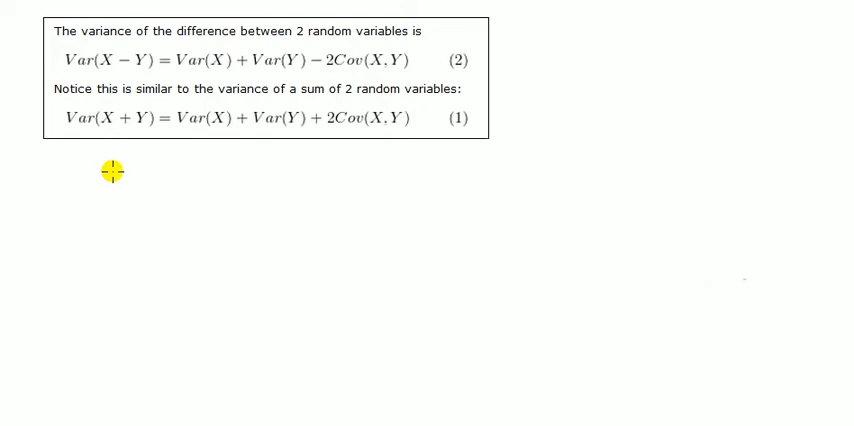 The variance of the difference between 2 random variables is
Var(X − Y) = Var(X) + Var(Y) − 2Cov(X,Y) (2)
Notice this is similar to the variance of a sum of 2 random variables:
Var(X + Y) = Var(X) + Var(Y) + 2Cov(X,Y) (1)